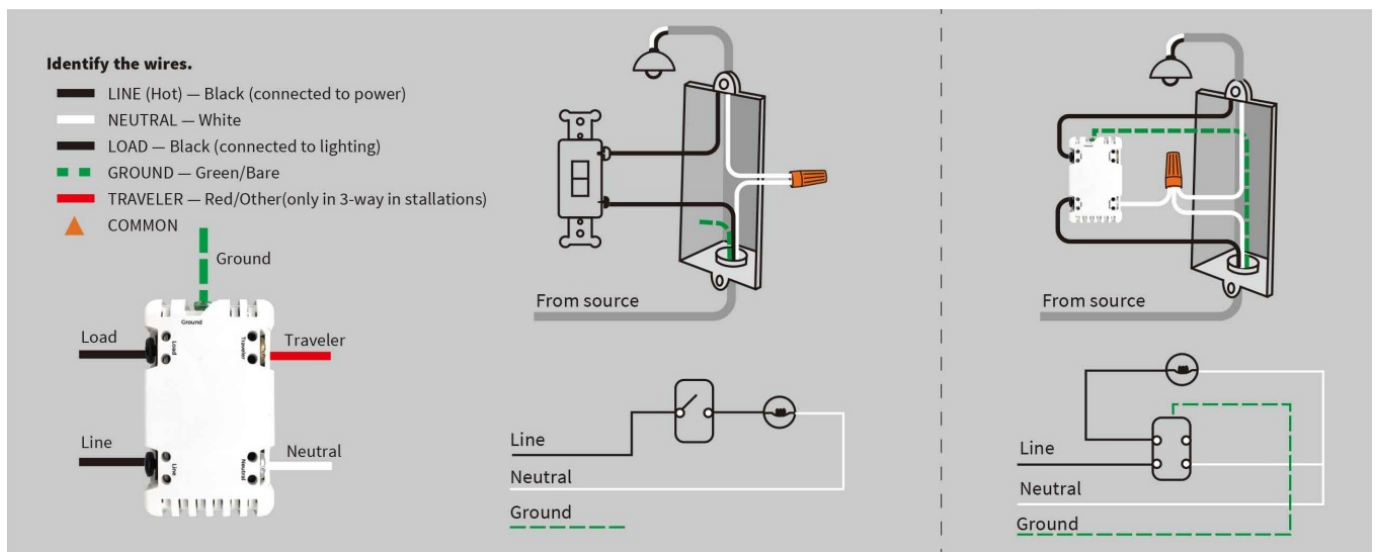 Identify the wires.
LINE (Hot) — Black (connected to power)
NEUTRAL — White
LOAD — Black (connected to lighting)
GROUND — Green/Bare
TRAVELER — Red/Other(only in 3-way in stallations)
COMMON
Ground
Ground
Load
Load
Traveler
Traveler
Line
Line
Neutral
Neutral
From source
Line
Neutral
Ground
From source
Line
Neutral
Ground